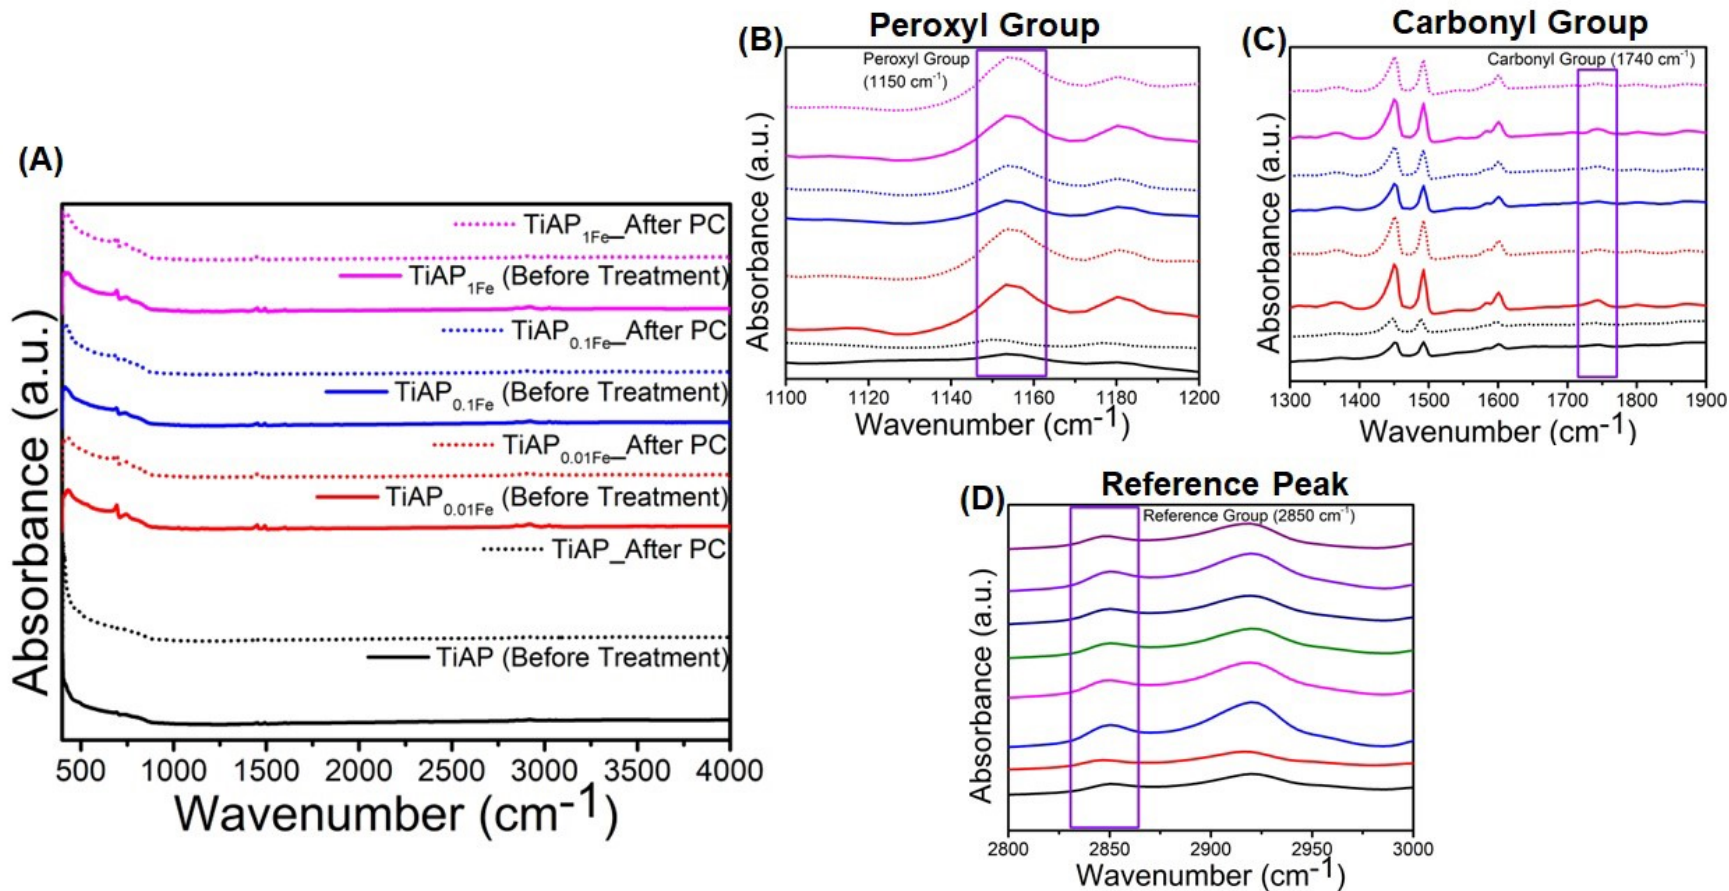 (A)
Absorbance (a.u.)
TiAP1Fe_After PC
TiAP1Fe (Before Treatment)
TiAP0.1Fe_After PC
TiAP0.1Fe (Before Treatment)
TiAP0.01Fe_After PC
TiAP0.01Fe (Before Treatment)
TiAP_After PC
TiAP (Before Treatment)
500 1000 1500 2000 2500 3000 3500 4000
Wavenumber (cm-1)
(B)
Peroxyl Group
Peroxyl Group
(1150 cm-1)
Absorbance (a.u.)
1100 1120 1140 1160 1180 1200
Wavenumber (cm-1)
(C)
Carbonyl Group
Carbonyl Group (1740 cm-1)
Absorbance (a.u.)
1300 1400 1500 1600 1700 1800 1900
Wavenumber (cm-1)
(D)
Reference Peak
Reference Group (2850 cm-1)
Absorbance (a.u.)
2800 2850 2900 2950 3000
Wavenumber (cm-1)